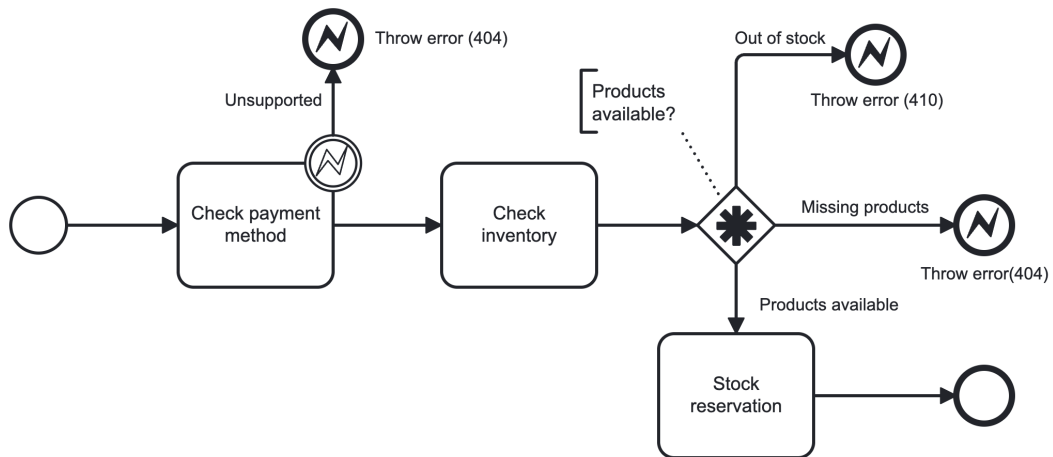 Throw error (404)
Unsupported
Check payment
method
Check
inventory
Products
available?
Out of stock
Throw error (410)
Missing products
Throw error(404)
Products available
Stock
reservation